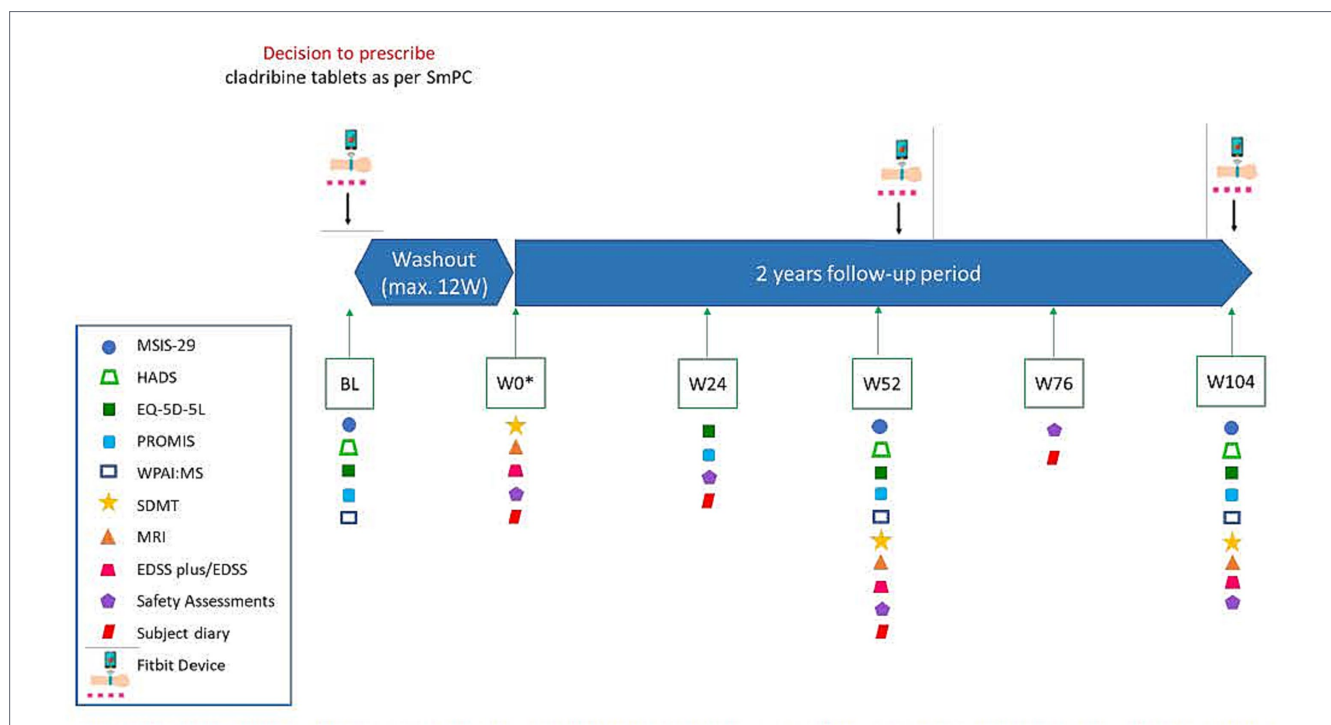 Decision to prescribe
cladribine tablets as per SmPC
Washout
(max. 12W)
2 years follow-up period
MSIS-29
HADS
EQ-5D-5L
PROMIS
WPAI:MS
SDMT
MRI
EDSS plus/EDSS
Safety Assessments
Subject diary
Fitbit Device
BL
W0*
W24
W52
W76
W104